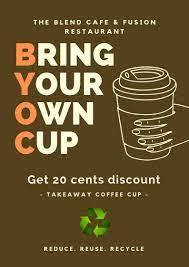 THE BLEND CAFE & FUSION
RESTAURANT
BRING
YOUR
OWN
CUP
Get 20 cents discount
- TAKEAWAY COFFEE CUP -
REDUCE. REUSE. RECYCLE